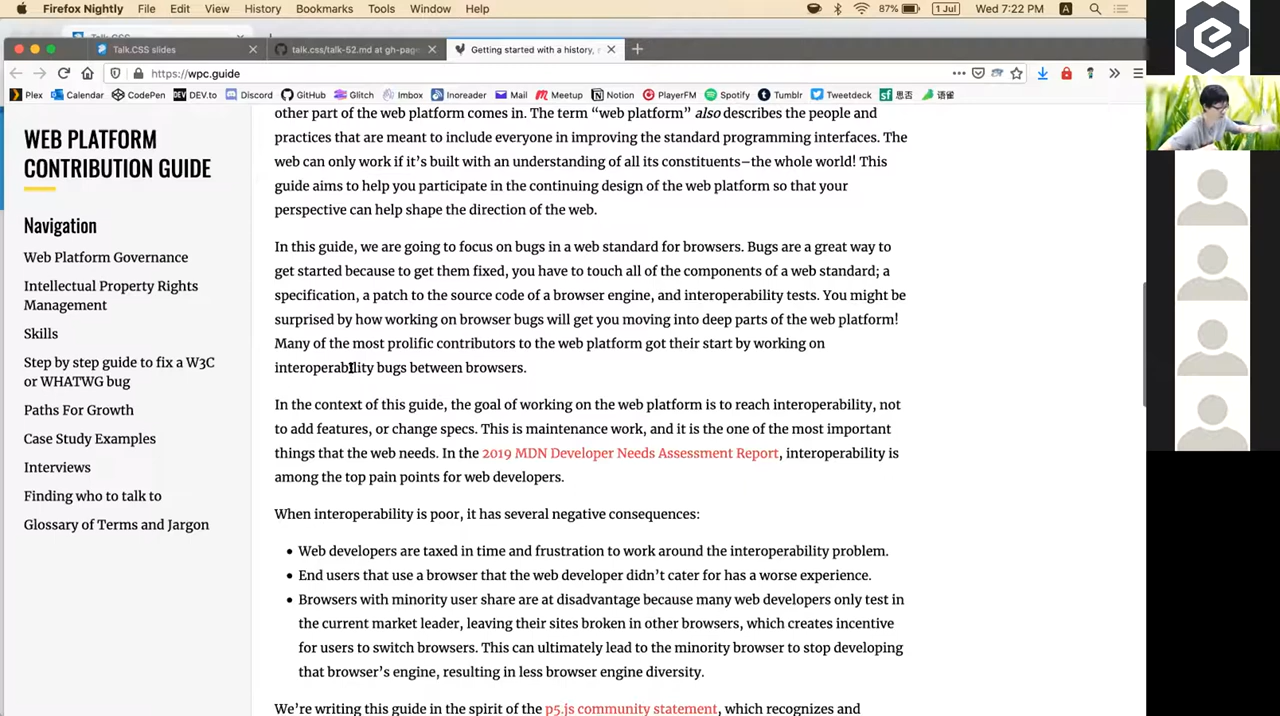 Firefox Nightly File Edit View History Bookmarks Tools Window Help 87% 1 Jul Wed 7:22 PM A
Talk.CSS slides talk.css/talk-52.md at gh-page Getting started with a history,
https://wpc.guide
Plex Calendar CodePen DEV DEV.to Discord GitHub Glitch Imbox Inoreader Mail Meetup Notion PlayerFM Spotify Tumblr Tweetdeck sf 思否 语雀
WEB PLATFORM
CONTRIBUTION GUIDE
Navigation
Web Platform Governance
Intellectual Property Rights
Management
Skills
Step by step guide to fix a W3C
or WHATWG bug
Paths For Growth
Case Study Examples
Interviews
Finding who to talk to
Glossary of Terms and Jargon
other part of the web platform comes in. The term “web platform” also describes the people and
practices that are meant to include everyone in improving the standard programming interfaces. The
web can only work if it’s built with an understanding of all its constituents–the whole world! This
guide aims to help you participate in the continuing design of the web platform so that your
perspective can help shape the direction of the web.
In this guide, we are going to focus on bugs in a web standard for browsers. Bugs are a great way to
get started because to get them fixed, you have to touch all of the components of a web standard; a
specification, a patch to the source code of a browser engine, and interoperability tests. You might be
surprised by how working on browser bugs will get you moving into deep parts of the web platform!
Many of the most prolific contributors to the web platform got their start by working on
interoperability bugs between browsers.
In the context of this guide, the goal of working on the web platform is to reach interoperability, not
to add features, or change specs. This is maintenance work, and it is the one of the most important
things that the web needs. In the 2019 MDN Developer Needs Assessment Report, interoperability is
among the top pain points for web developers.
When interoperability is poor, it has several negative consequences:
• Web developers are taxed in time and frustration to work around the interoperability problem.
• End users that use a browser that the web developer didn’t cater for has a worse experience.
• Browsers with minority user share are at disadvantage because many web developers only test in
the current market leader, leaving their sites broken in other browsers, which creates incentive
for users to switch browsers. This can ultimately lead to the minority browser to stop developing
that browser’s engine, resulting in less browser engine diversity.
We’re writing this guide in the spirit of the p5.js community statement, which recognizes and